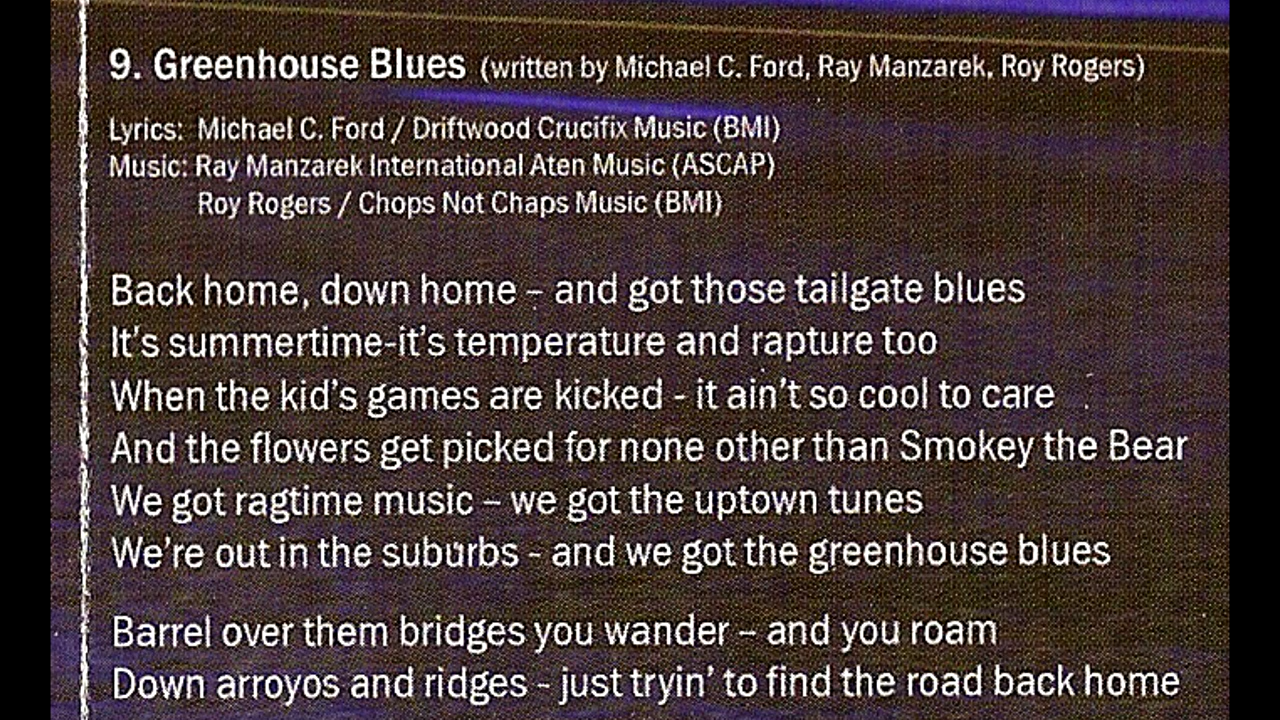 9. Greenhouse Blues (written by Michael C. Ford, Ray Manzarek, Roy Rogers)
Lyrics: Michael C. Ford / Driftwood Crucifix Music (BMI)
Music: Ray Manzarek International Aten Music (ASCAP)
Roy Rogers / Chops Not Chaps Music (BMI)
Back home, down home – and got those tailgate blues
It's summertime-it's temperature and rapture too
When the kid's games are kicked - it ain't so cool to care
And the flowers get picked for none other than Smokey the Bear
We got ragtime music – we got the uptown tunes
We're out in the suburbs - and we got the greenhouse blues
Barrel over them bridges you wander – and you roam
Down arroyos and ridges - just tryin' to find the road back home